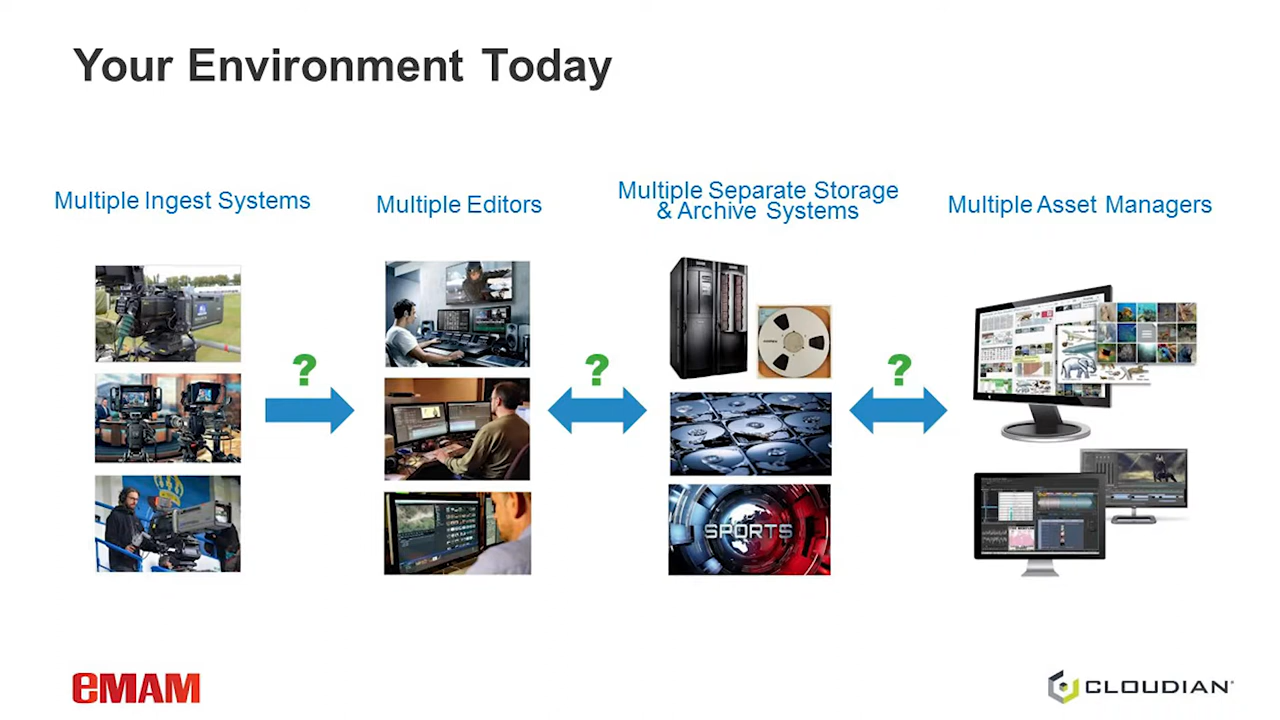 Your Environment Today
Multiple Ingest Systems
Multiple Editors
Multiple Separate Storage
& Archive Systems
Multiple Asset Managers
?
?
?
SPORTS
eMAM
CLOUDIAN®